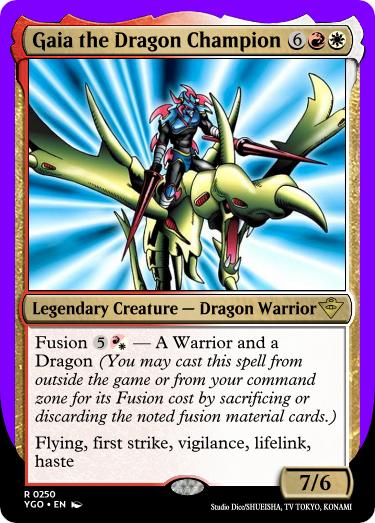 Gaia the Dragon Champion 6
Legendary Creature — Dragon Warrior
Fusion 5 — A Warrior and a
Dragon (You may cast this spell from
outside the game or from your command
zone for its Fusion cost by sacrificing or
discarding the noted fusion material cards.)
Flying, first strike, vigilance, lifelink,
haste
7/6
R 0250
YGO • EN
Studio Dice/SHUEISHA, TV TOKYO, KONAMI